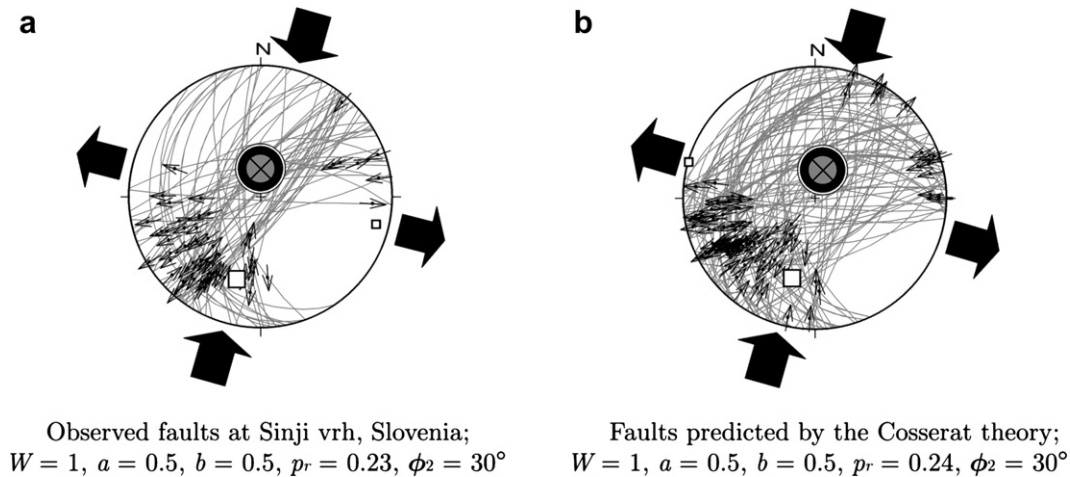 a
b
N
N
Observed faults at Sinji vrh, Slovenia;
W = 1, a = 0.5, b = 0.5, pᵣ = 0.23, ϕ₂ = 30°
Faults predicted by the Cosserat theory;
W = 1, a = 0.5, b = 0.5, pᵣ = 0.24, ϕ₂ = 30°